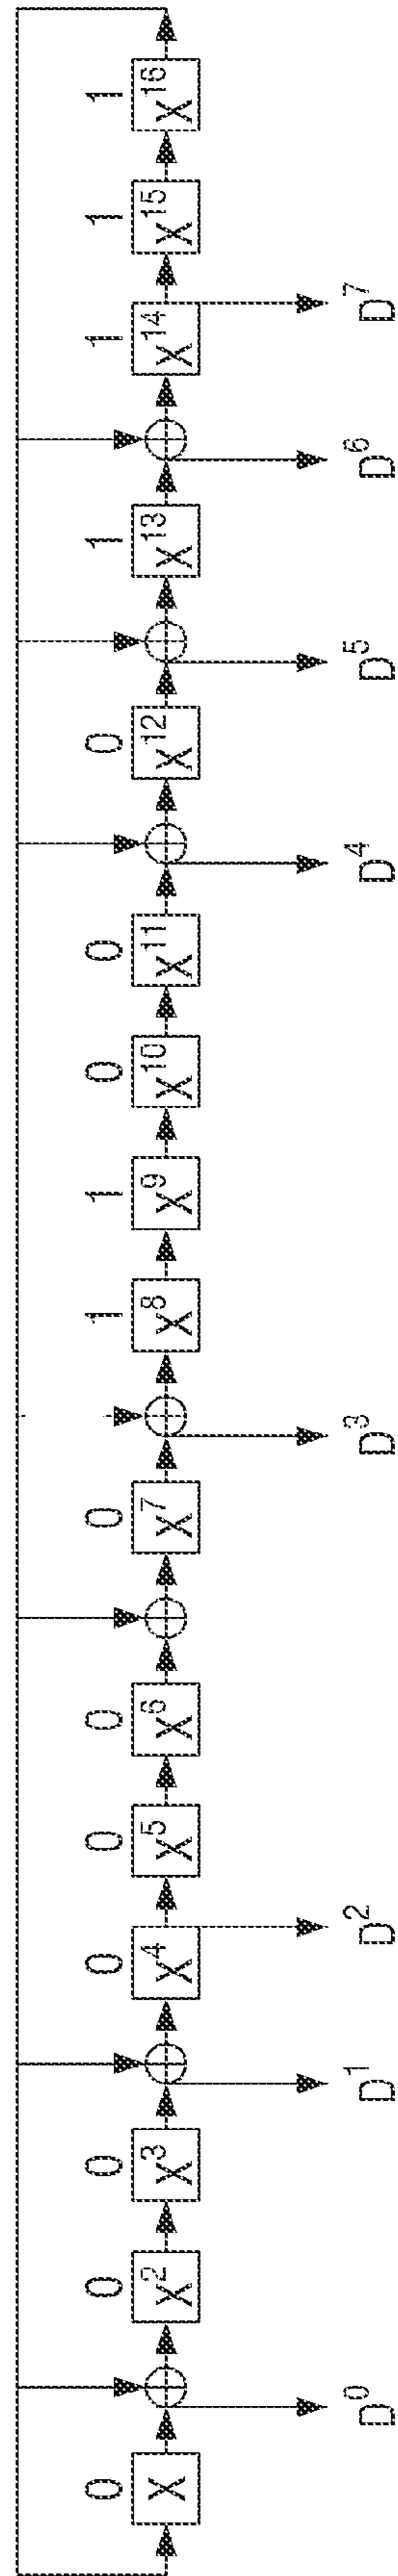 0 0 0 0 0 0 0 1 1 0 0 0 1 1 1 1
X X² X³ X⁴ X⁵ X⁶ X⁷ X⁸ X⁹ X¹⁰ X¹¹ X¹² X¹³ X¹⁴ X¹⁵ X¹⁶
D⁰ D¹ D² D³ D⁴ D⁵ D⁶ D⁷